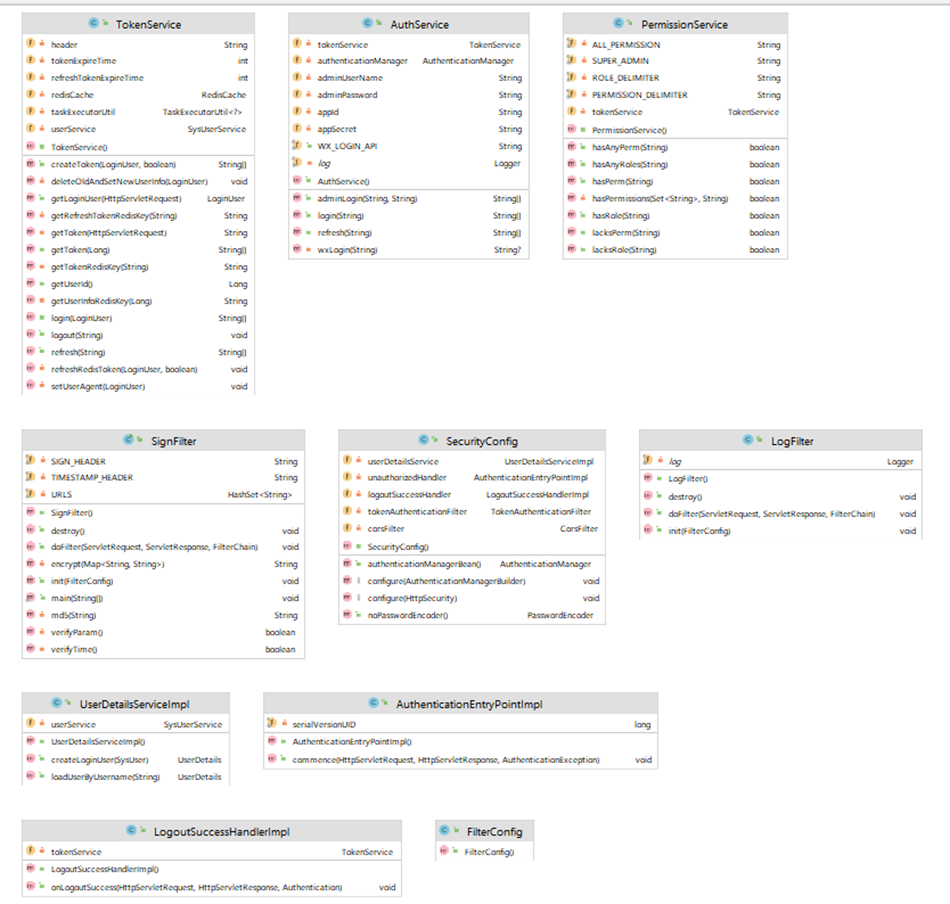 TokenService
header String
tokenExpireTime int
refreshTokenExpireTime int
redisCache RedisCache
taskExecutorUtil TaskExecutorUtil<?>
userService SysUserService
TokenService()
createToken(LoginUser, boolean) String[]
deleteOldAndSetNewUserInfo(LoginUser) void
getLoginUser(HttpServletRequest) LoginUser
getRefreshTokenRedisKey(String) String
getToken(HttpServletRequest) String
getToken(Long) String[]
getTokenRedisKey(String) String
getUserId() Long
getUserInfoRedisKey(Long) String
login(LoginUser) String[]
logout(String) void
refresh(String) String[]
refreshRedisToken(LoginUser, boolean) void
setUserAgent(LoginUser) void
AuthService
tokenService TokenService
authenticationManager AuthenticationManager
adminUserName String
adminPassword String
appId String
appSecret String
WX_LOGIN_API String
log Logger
AuthService()
adminLogin(String, String) String[]
login(String) String[]
refresh(String) String[]
wxLogin(String) String?
PermissionService
ALL_PERMISSION String
SUPER_ADMIN String
ROLE_DELIMITER String
PERMISSION_DELIMITER String
tokenService TokenService
PermissionService()
hasAnyPerm(String) boolean
hasAnyRoles(String) boolean
hasPerm(String) boolean
hasPermissions(Set<String>, String) boolean
hasRole(String) boolean
lacksPerm(String) boolean
lacksRole(String) boolean
SignFilter
SIGN_HEADER String
TIMESTAMP_HEADER String
URLS HashSet<String>
SignFilter()
destroy() void
doFilter(ServletRequest, ServletResponse, FilterChain) void
encrypt(Map<String, String>) String
init(FilterConfig) void
main(String[]) void
md5(String) String
verifyParam() boolean
verifyTime() boolean
SecurityConfig
userDetailsService UserDetailsServiceImpl
unauthorizedHandler AuthenticationEntryPointImpl
logoutSuccessHandler LogoutSuccessHandlerImpl
tokenAuthenticationFilter TokenAuthenticationFilter
corsFilter CorsFilter
SecurityConfig()
authenticationManagerBean() AuthenticationManager
configure(AuthenticationManagerBuilder) void
configure(HttpSecurity) void
noPasswordEncoder() PasswordEncoder
LogFilter
log Logger
LogFilter()
destroy() void
doFilter(ServletRequest, ServletResponse, FilterChain) void
init(FilterConfig) void
UserDetailsServiceImpl
userService SysUserService
UserDetailsServiceImpl()
createLoginUser(SysUser) UserDetails
loadUserByUsername(String) UserDetails
AuthenticationEntryPointImpl
serialVersionUID long
AuthenticationEntryPointImpl()
commence(HttpServletRequest, HttpServletResponse, AuthenticationException) void
LogoutSuccessHandlerImpl
tokenService TokenService
LogoutSuccessHandlerImpl()
onLogoutSuccess(HttpServletRequest, HttpServletResponse, Authentication) void
FilterConfig
FilterConfig()